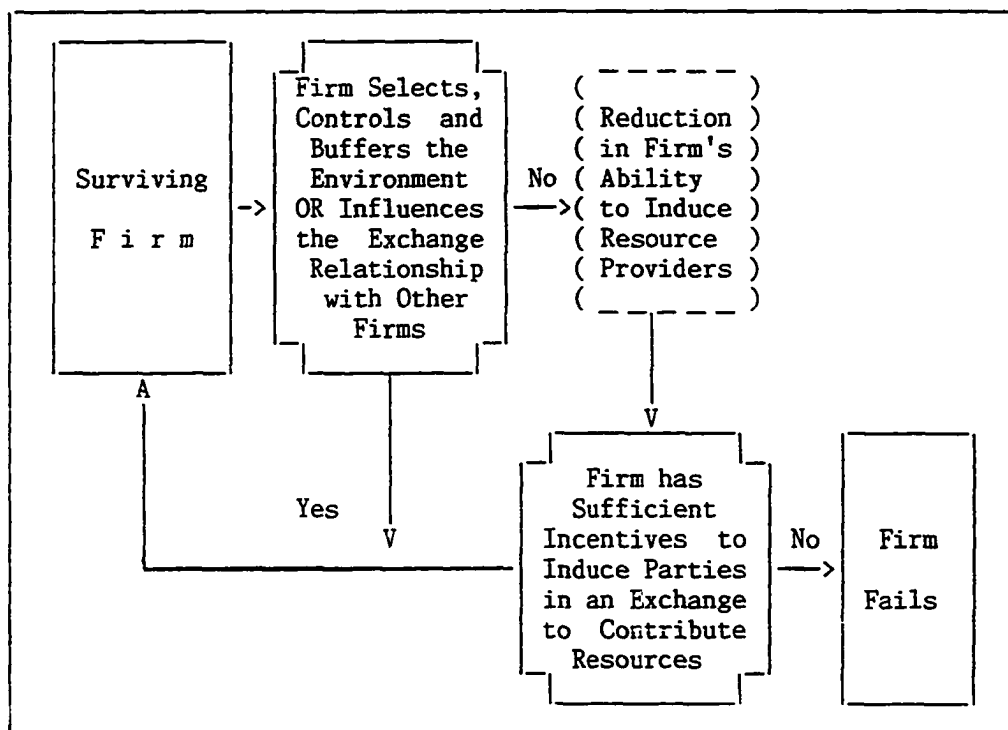 Surviving
F i r m
->
Firm Selects,
Controls and
Buffers the
Environment
OR Influences
the Exchange
Relationship
with Other
Firms
No
->
( Reduction )
( in Firm's )
( Ability )
( to Induce )
( Resource )
( Providers )
A
Yes
V
V
Firm has
Sufficient
Incentives to
Induce Parties
in an Exchange
to Contribute
Resources
No
->
Firm
Fails